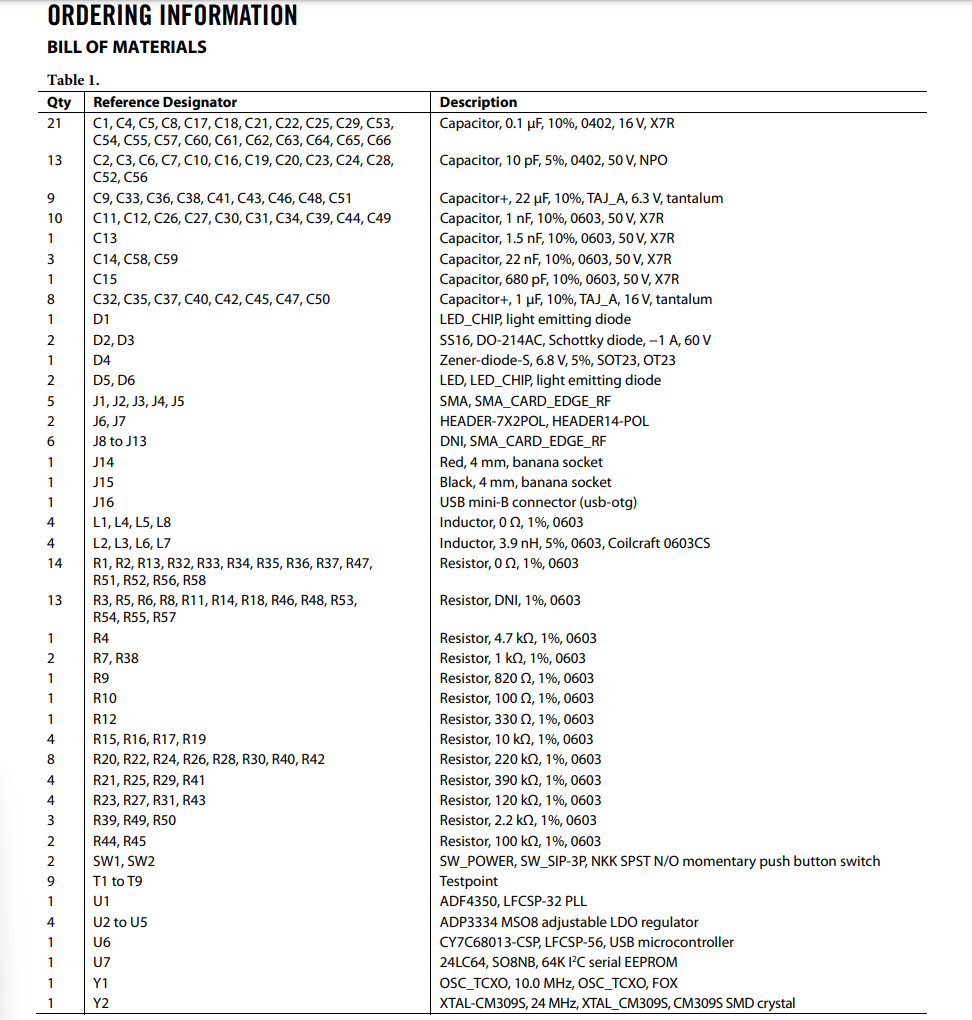 ORDERING INFORMATION
BILL OF MATERIALS
Table 1.
Qty Reference Designator Description
21 C1, C4, C5, C8, C17, C18, C21, C22, C25, C29, C53, Capacitor, 0.1 µF, 10%, 0402, 16 V, X7R
C54, C55, C57, C60, C61, C62, C63, C64, C65, C66
13 C2, C3, C6, C7, C10, C16, C19, C20, C23, C24, C28, Capacitor, 10 pF, 5%, 0402, 50 V, NPO
C52, C56
9 C9, C33, C36, C38, C41, C43, C46, C48, C51 Capacitor+, 22 µF, 10%, TAJ_A, 6.3 V, tantalum
10 C11, C12, C26, C27, C30, C31, C34, C39, C44, C49 Capacitor, 1 nF, 10%, 0603, 50 V, X7R
1 C13 Capacitor, 1.5 nF, 10%, 0603, 50 V, X7R
3 C14, C58, C59 Capacitor, 22 nF, 10%, 0603, 50 V, X7R
1 C15 Capacitor, 680 pF, 10%, 0603, 50 V, X7R
8 C32, C35, C37, C40, C42, C45, C47, C50 Capacitor+, 1 µF, 10%, TAJ_A, 16 V, tantalum
1 D1 LED_CHIP, light emitting diode
2 D2, D3 SS16, DO-214AC, Schottky diode, −1 A, 60 V
1 D4 Zener-diode-S, 6.8 V, 5%, SOT23, OT23
2 D5, D6 LED, LED_CHIP, light emitting diode
5 J1, J2, J3, J4, J5 SMA, SMA_CARD_EDGE_RF
2 J6, J7 HEADER-7X2POL, HEADER14-POL
6 J8 to J13 DNI, SMA_CARD_EDGE_RF
1 J14 Red, 4 mm, banana socket
1 J15 Black, 4 mm, banana socket
1 J16 USB mini-B connector (usb-otg)
4 L1, L4, L5, L8 Inductor, 0 Ω, 1%, 0603
4 L2, L3, L6, L7 Inductor, 3.9 nH, 5%, 0603, Coilcraft 0603CS
14 R1, R2, R13, R32, R33, R34, R35, R36, R37, R47, Resistor, 0 Ω, 1%, 0603
R51, R52, R56, R58
13 R3, R5, R6, R8, R11, R14, R18, R46, R48, R53, Resistor, DNI, 1%, 0603
R54, R55, R57
1 R4 Resistor, 4.7 kΩ, 1%, 0603
2 R7, R38 Resistor, 1 kΩ, 1%, 0603
1 R9 Resistor, 820 Ω, 1%, 0603
1 R10 Resistor, 100 Ω, 1%, 0603
1 R12 Resistor, 330 Ω, 1%, 0603
4 R15, R16, R17, R19 Resistor, 10 kΩ, 1%, 0603
8 R20, R22, R24, R26, R28, R30, R40, R42 Resistor, 220 kΩ, 1%, 0603
4 R21, R25, R29, R41 Resistor, 390 kΩ, 1%, 0603
4 R23, R27, R31, R43 Resistor, 120 kΩ, 1%, 0603
3 R39, R49, R50 Resistor, 2.2 kΩ, 1%, 0603
2 R44, R45 Resistor, 100 kΩ, 1%, 0603
2 SW1, SW2 SW_POWER, SW_SIP-3P, NKK SPST N/O momentary push button switch
9 T1 to T9 Testpoint
1 U1 ADF4350, LFCSP-32 PLL
4 U2 to U5 ADP3334 MSO8 adjustable LDO regulator
1 U6 CY7C68013-CSP, LFCSP-56, USB microcontroller
1 U7 24LC64, SO8NB, 64K I²C serial EEPROM
1 Y1 OSC_TCXO, 10.0 MHz, OSC_TCXO, FOX
1 Y2 XTAL-CM309S, 24 MHz, XTAL_CM309S, CM309S SMD crystal